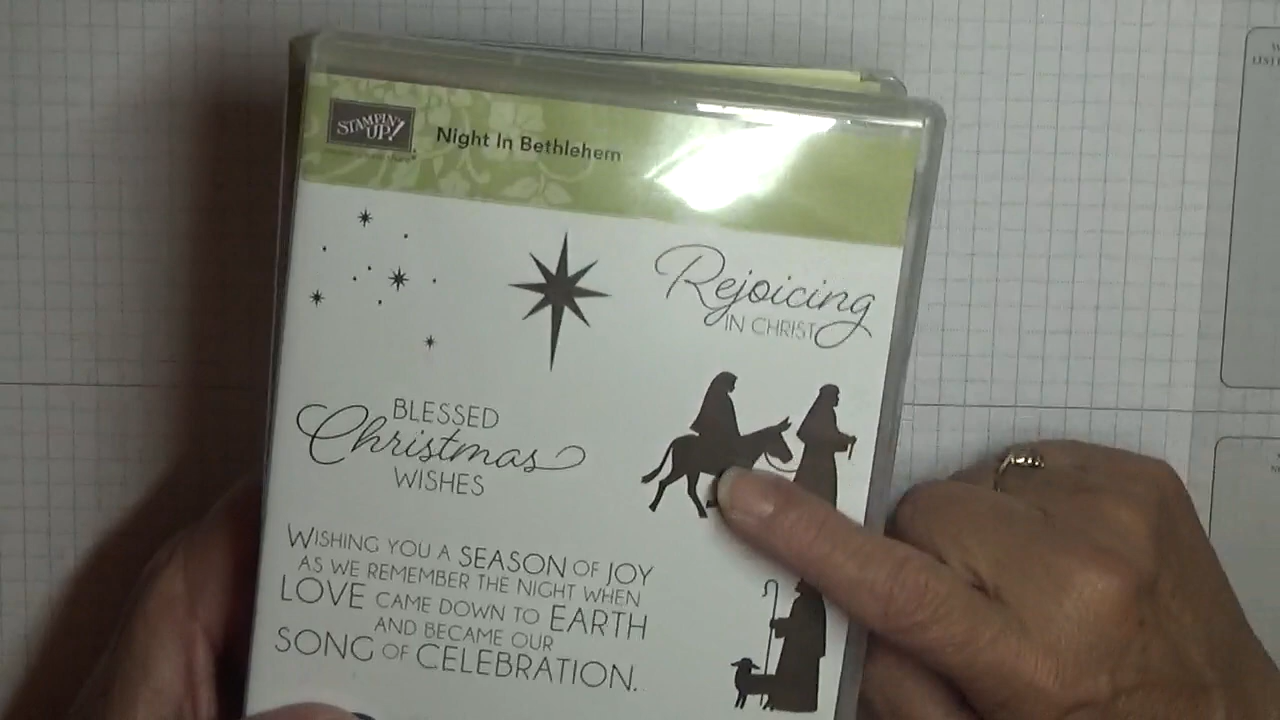 STAMPIN' UP!
Night In Bethlehem
Rejoicing
IN CHRIST
BLESSED
Christmas
WISHES
WISHING YOU A SEASON OF JOY
AS WE REMEMBER THE NIGHT WHEN
LOVE CAME DOWN TO EARTH
AND BECAME OUR
SONG OF CELEBRATION.